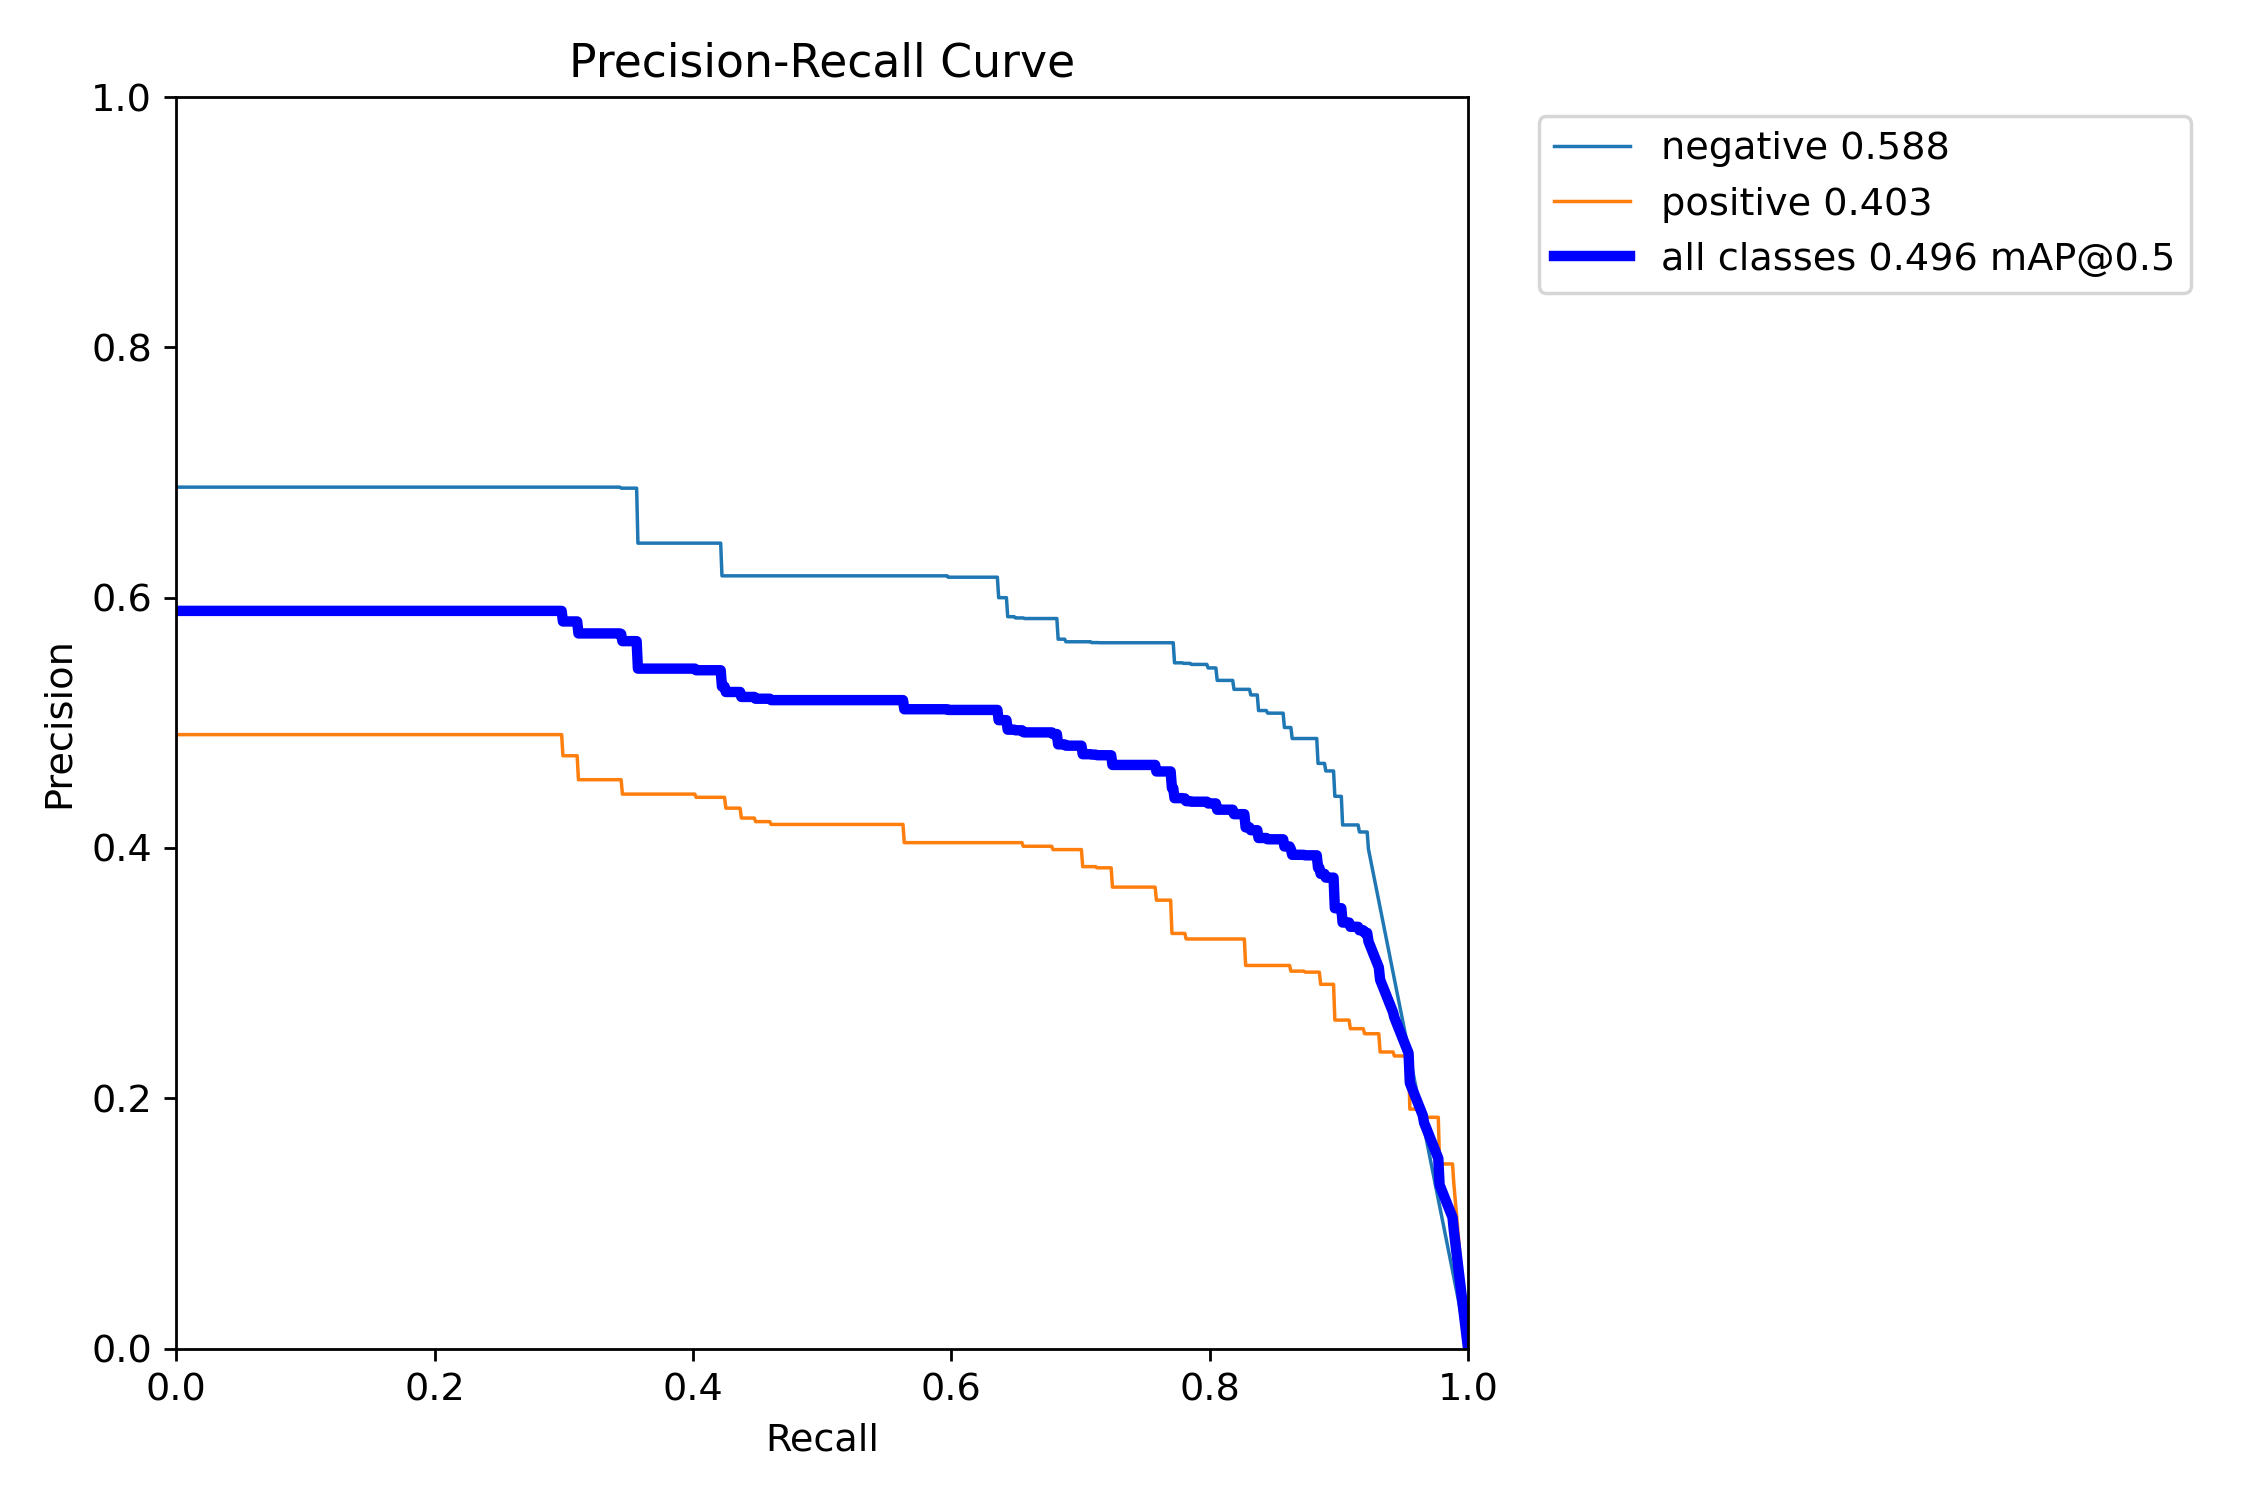 Precision-Recall Curve
1.0
0.8
0.6
0.4
0.2
0.0
Precision
0.0 0.2 0.4 0.6 0.8 1.0
Recall
negative 0.588
positive 0.403
all classes 0.496 mAP@0.5